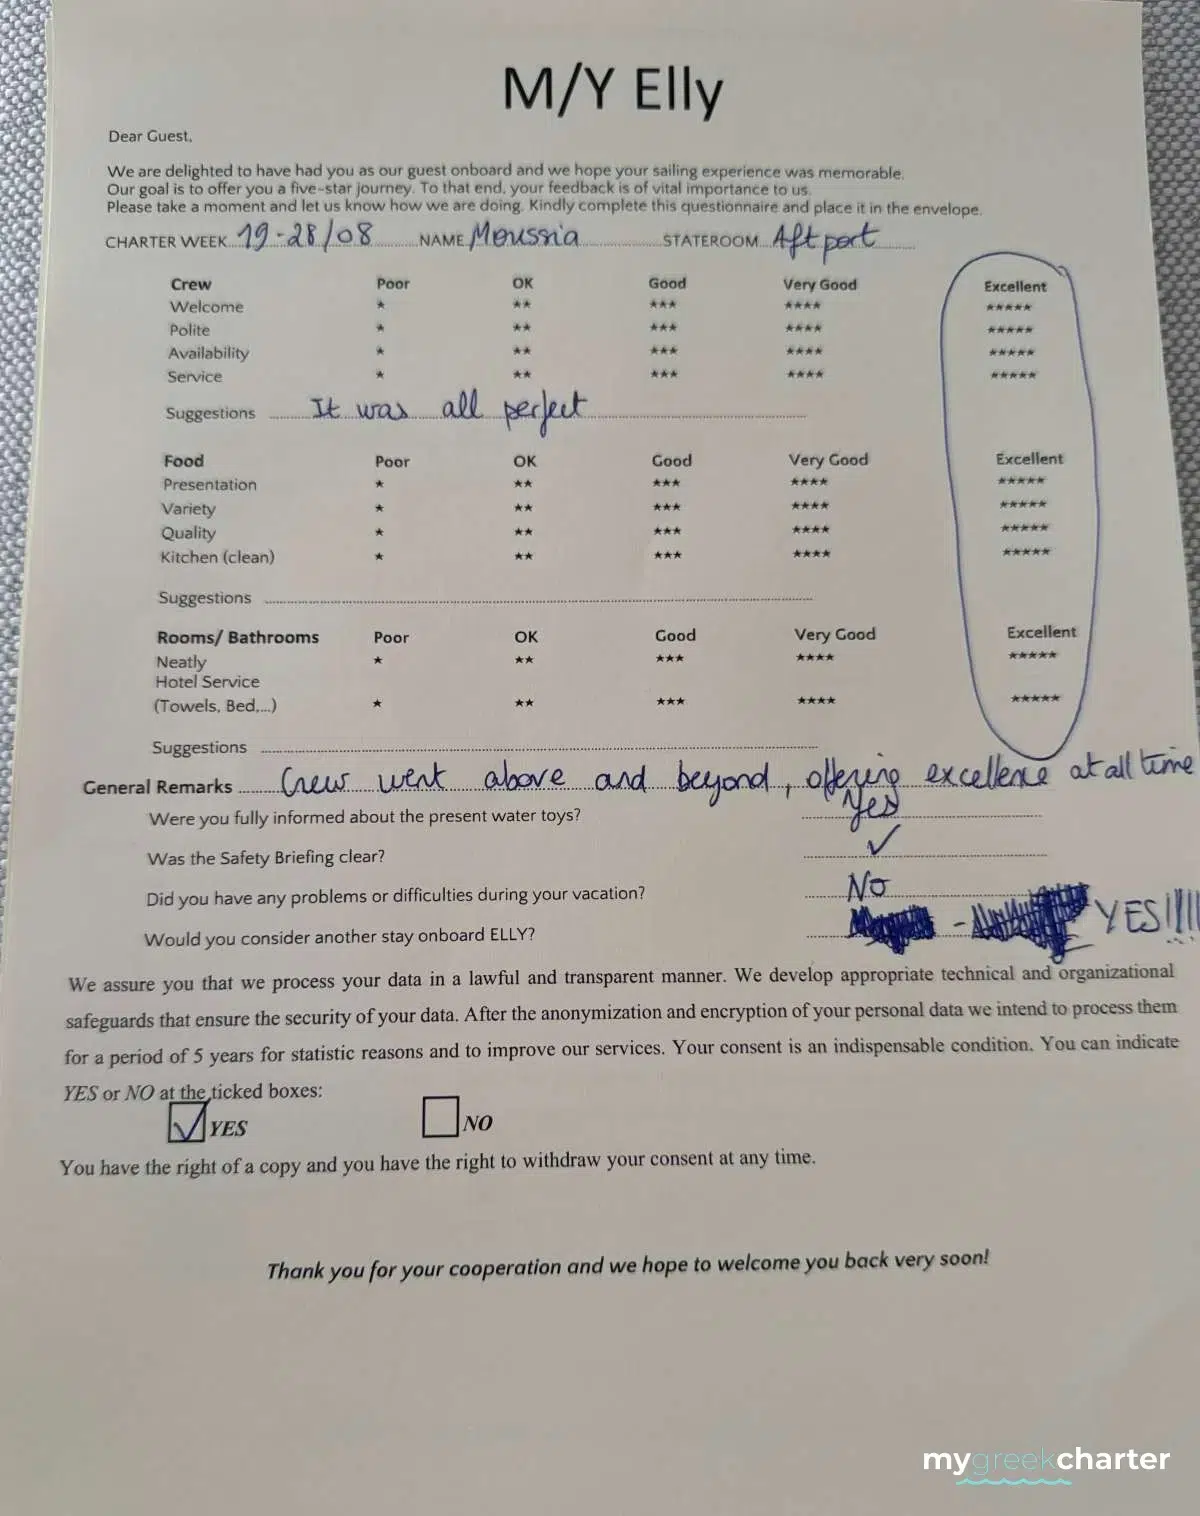 M/Y Elly
Dear Guest,
We are delighted to have had you as our guest onboard and we hope your sailing experience was memorable.
Our goal is to offer you a five-star journey. To that end, your feedback is of vital importance to us.
Please take a moment and let us know how we are doing. Kindly complete this questionnaire and place it in the envelope.
CHARTER WEEK 19-28/08 NAME Moussia STATEROOM Aft port
Crew Poor OK Good Very Good Excellent
Welcome * ** *** **** *****
Polite * ** *** **** *****
Availability * ** *** **** *****
Service * ** *** **** *****
Suggestions It was all perfect
Food Poor OK Good Very Good Excellent
Presentation * ** *** **** *****
Variety * ** *** **** *****
Quality * ** *** **** *****
Kitchen (clean) * ** *** **** *****
Suggestions
Rooms/ Bathrooms Poor OK Good Very Good Excellent
Neatly * ** *** **** *****
Hotel Service
(Towels, Bed,...) * ** *** **** *****
Suggestions
General Remarks Crew went above and beyond, offering excellence at all time
Were you fully informed about the present water toys? Yes
Was the Safety Briefing clear? ✓
Did you have any problems or difficulties during your vacation? No
Would you consider another stay onboard ELLY? - YES!!!!
We assure you that we process your data in a lawful and transparent manner. We develop appropriate technical and organizational
safeguards that ensure the security of your data. After the anonymization and encryption of your personal data we intend to process them
for a period of 5 years for statistic reasons and to improve our services. Your consent is an indispensable condition. You can indicate
YES or NO at the ticked boxes:
✓ YES NO
You have the right of a copy and you have the right to withdraw your consent at any time.
Thank you for your cooperation and we hope to welcome you back very soon!
mygreekcharter